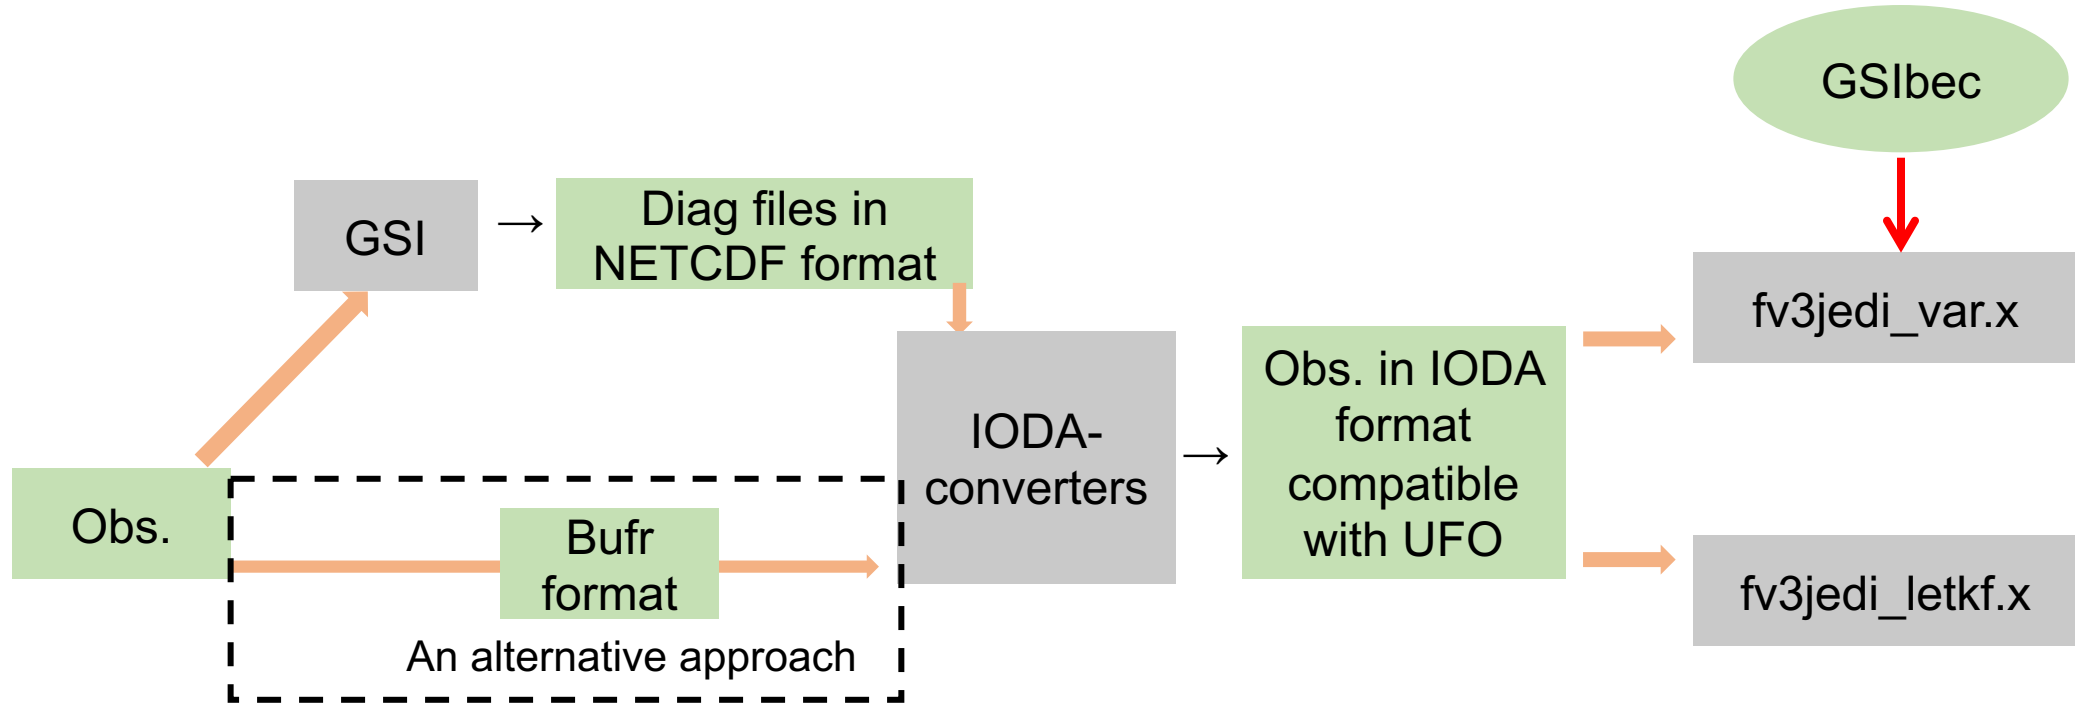 GSIbec
GSI
→
Diag files in
NETCDF format
fv3jedi_var.x
Obs.
Bufr
format
An alternative approach
IODA-
converters
→
Obs. in IODA
format
compatible
with UFO
fv3jedi_letkf.x